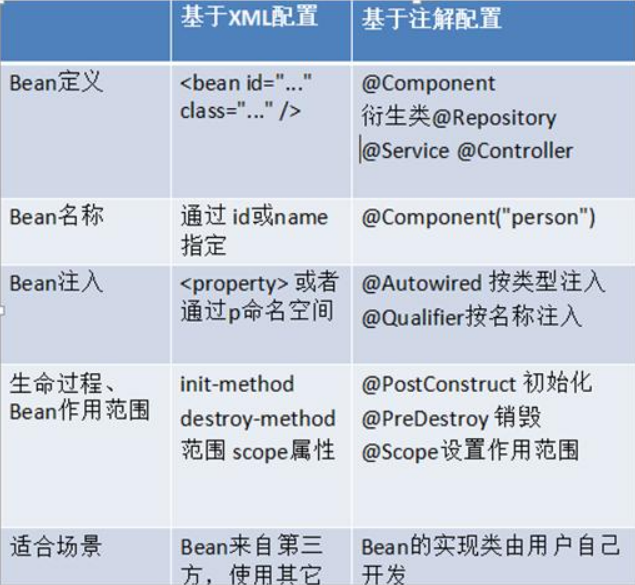 基于XML配置
基于注解配置
Bean定义
<bean id="..."
class="..." />
@Component
衍生类@Repository
@Service @Controller
Bean名称
通过 id或name
指定
@Component("person")
Bean注入
<property> 或者
通过p命名空间
@Autowired 按类型注入
@Qualifier按名称注入
生命过程、
Bean作用范围
init-method
destroy-method
范围 scope属性
@PostConstruct 初始化
@PreDestroy 销毁
@Scope设置作用范围
适合场景
Bean来自第三
方，使用其它
Bean的实现类由用户自己
开发